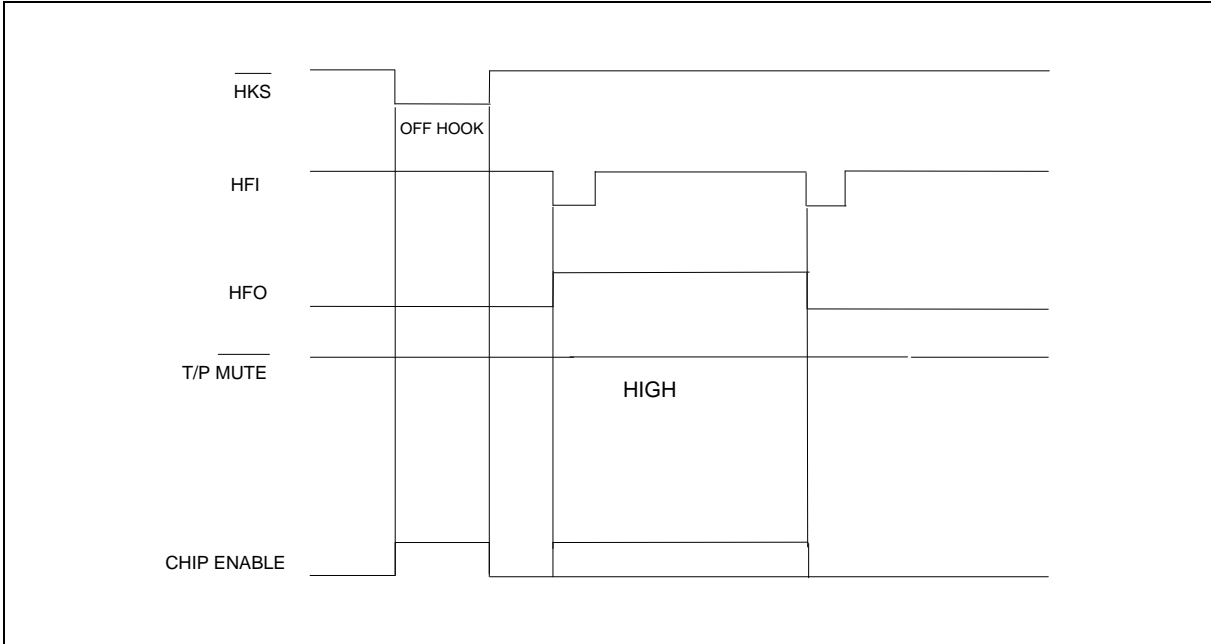 HKS
OFF HOOK
HFI
HFO
T/P MUTE
HIGH
CHIP ENABLE